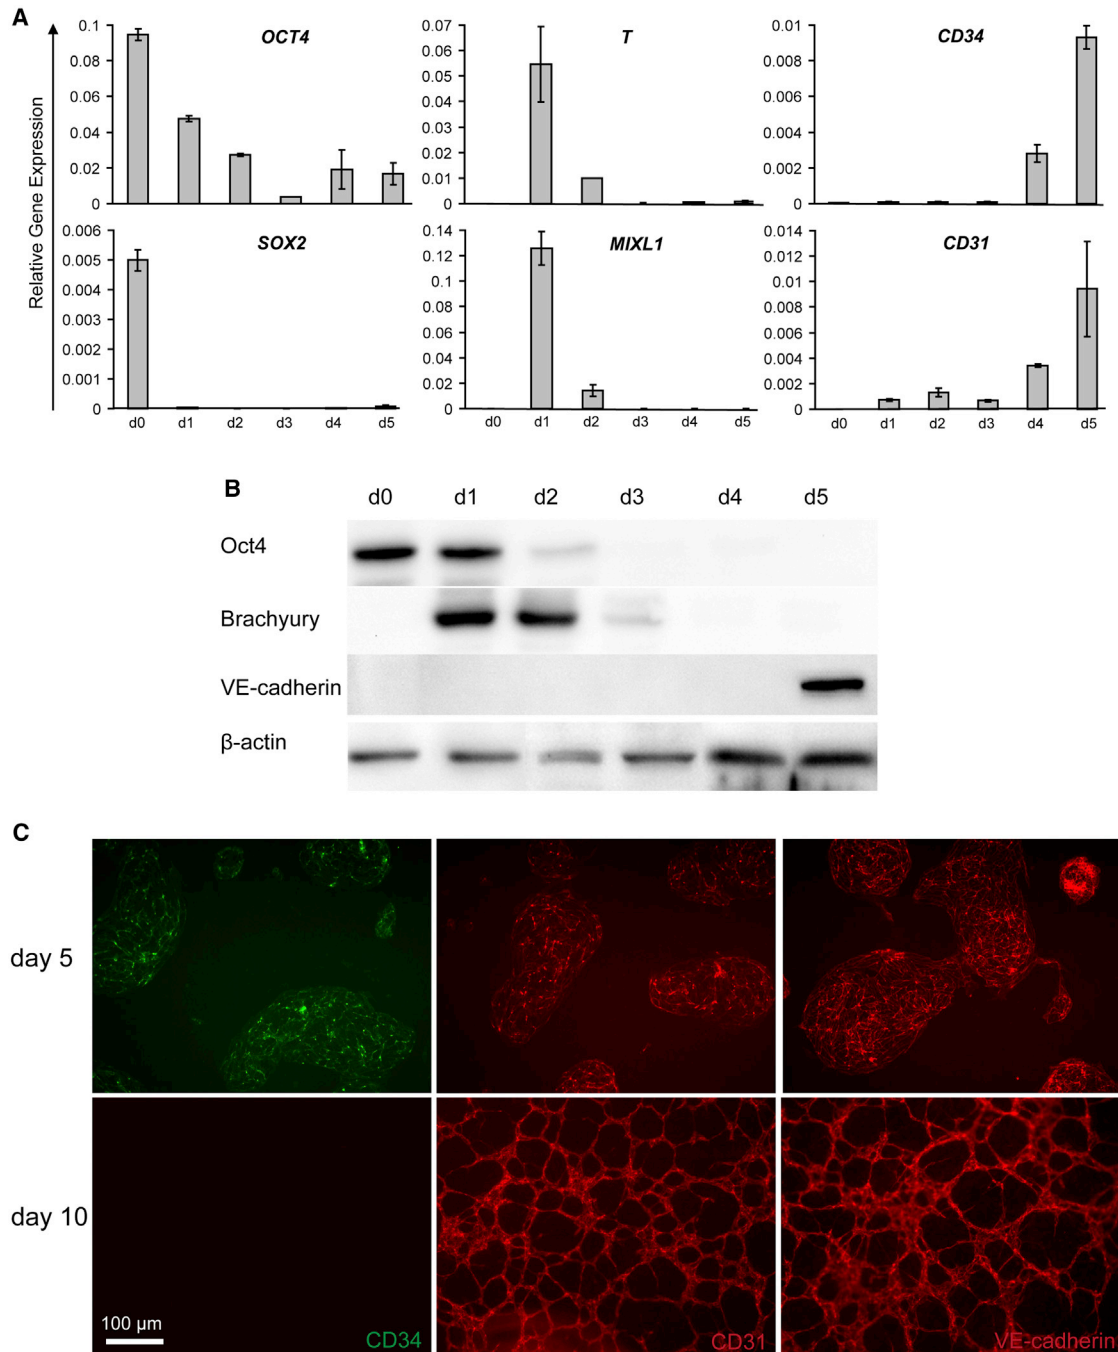 A
Relative Gene Expression
OCT4
0.1
0.08
0.06
0.04
0.02
0
T
0.07
0.06
0.05
0.04
0.03
0.02
0.01
0
CD34
0.01
0.008
0.006
0.004
0.002
0
SOX2
0.006
0.005
0.004
0.003
0.002
0.001
0
d0 d1 d2 d3 d4 d5
MIXL1
0.14
0.12
0.1
0.08
0.06
0.04
0.02
0
d0 d1 d2 d3 d4 d5
CD31
0.014
0.012
0.01
0.008
0.006
0.004
0.002
0
d0 d1 d2 d3 d4 d5
B
d0 d1 d2 d3 d4 d5
Oct4
Brachyury
VE-cadherin
β-actin
C
day 5
day 10
100 µm
CD34
CD31
VE-cadherin